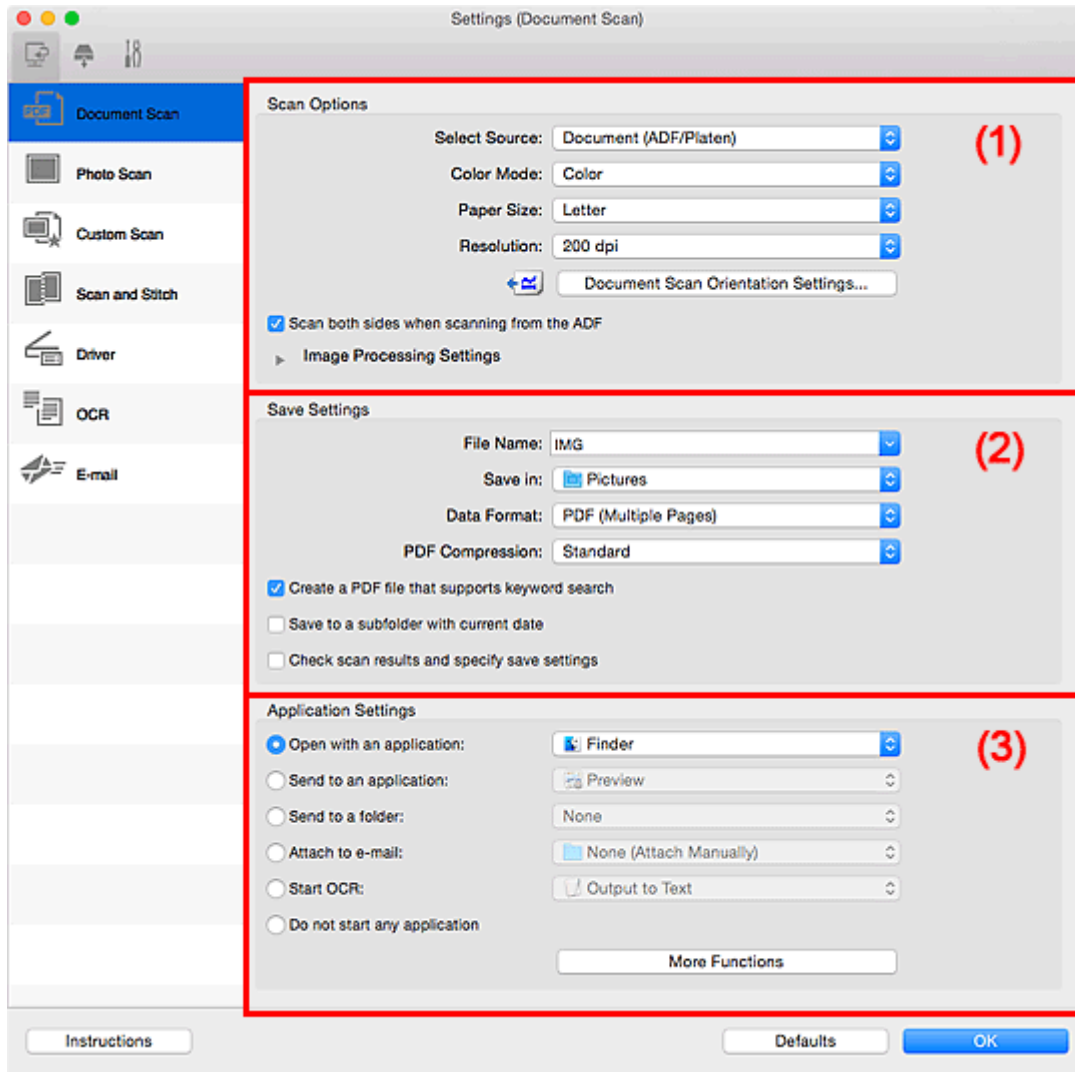 Settings (Document Scan)
Document Scan
Photo Scan
Custom Scan
Scan and Stitch
Driver
OCR
E-mail
Scan Options
(1)
Select Source: Document (ADF/Platen)
Color Mode: Color
Paper Size: Letter
Resolution: 200 dpi
Document Scan Orientation Settings...
Scan both sides when scanning from the ADF
Image Processing Settings
Save Settings
(2)
File Name: IMG
Save in: Pictures
Data Format: PDF (Multiple Pages)
PDF Compression: Standard
Create a PDF file that supports keyword search
Save to a subfolder with current date
Check scan results and specify save settings
Application Settings
(3)
Open with an application: Finder
Send to an application: Preview
Send to a folder: None
Attach to e-mail: None (Attach Manually)
Start OCR: Output to Text
Do not start any application
More Functions
Instructions
Defaults
OK